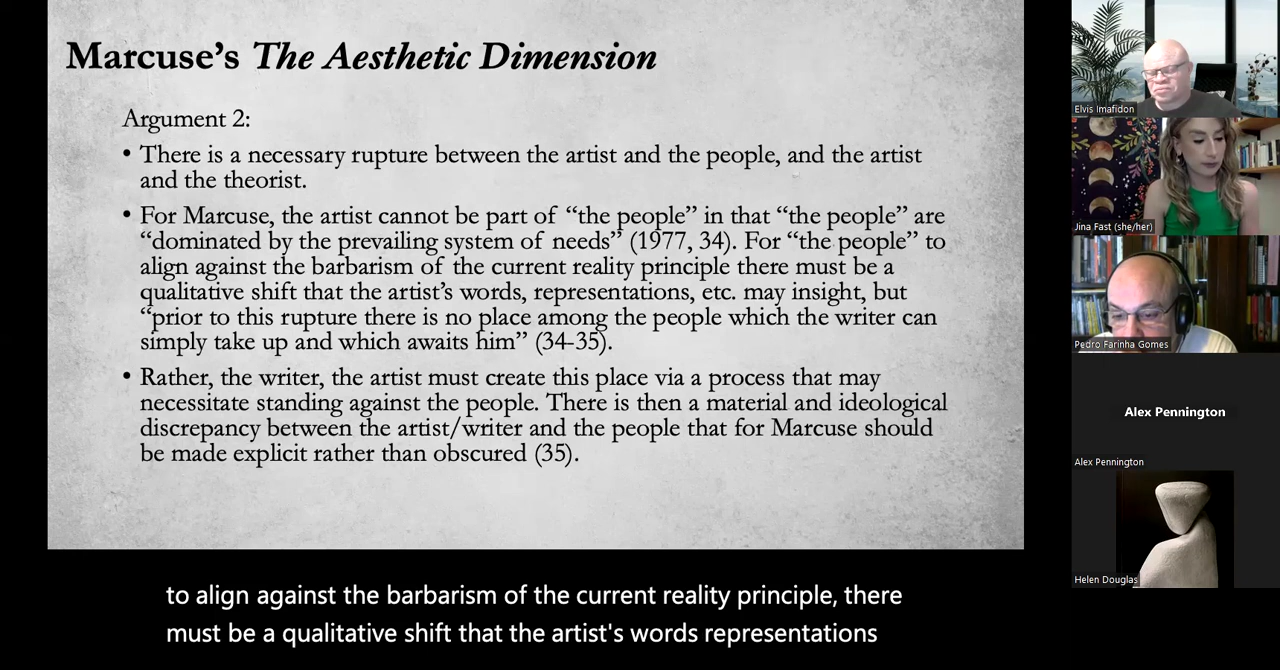 Marcuse's The Aesthetic Dimension
Argument 2:
• There is a necessary rupture between the artist and the people, and the artist
and the theorist.
• For Marcuse, the artist cannot be part of “the people” in that “the people” are
“dominated by the prevailing system of needs” (1977, 34). For “the people” to
align against the barbarism of the current reality principle there must be a
qualitative shift that the artist's words, representations, etc. may insight, but
“prior to this rupture there is no place among the people which the writer can
simply take up and which awaits him” (34-35).
• Rather, the writer, the artist must create this place via a process that may
necessitate standing against the people. There is then a material and ideological
discrepancy between the artist/writer and the people that for Marcuse should
be made explicit rather than obscured (35).
to align against the barbarism of the current reality principle, there
must be a qualitative shift that the artist's words representations
Elvis Imafidon
Jina Fast (she/her)
Pedro Farinha Gomes
Alex Pennington
Alex Pennington
Helen Douglas